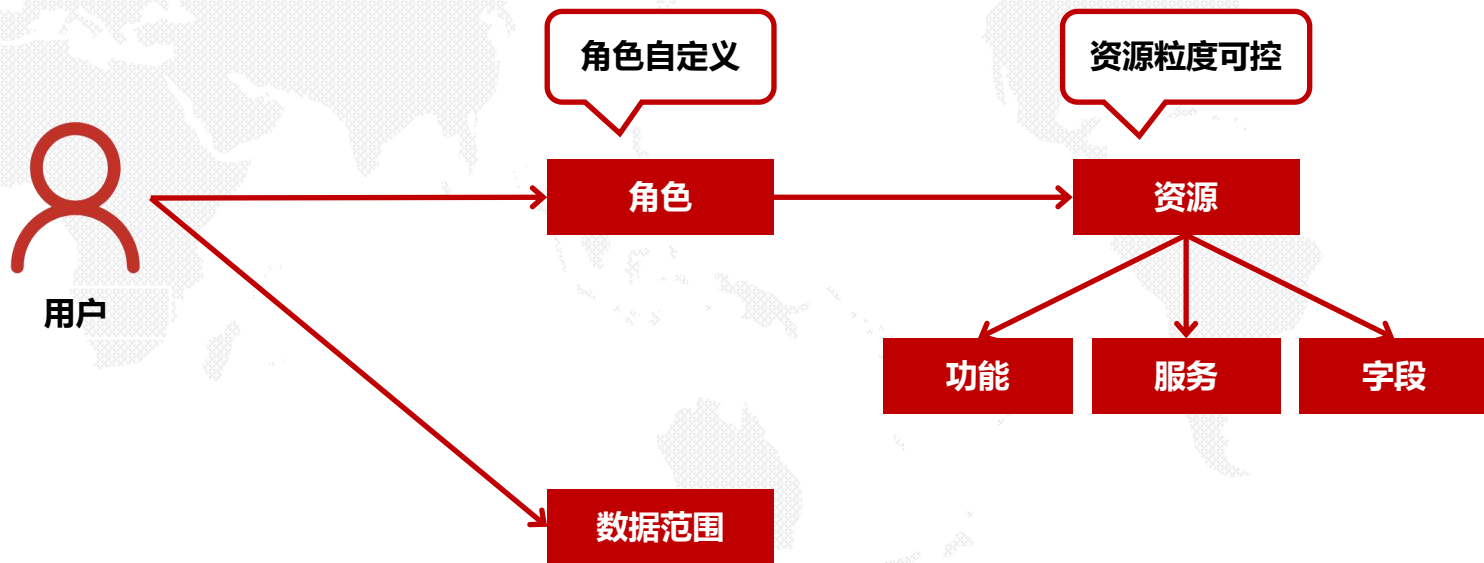 角色自定义
资源粒度可控
角色
资源
用户
功能
服务
字段
数据范围